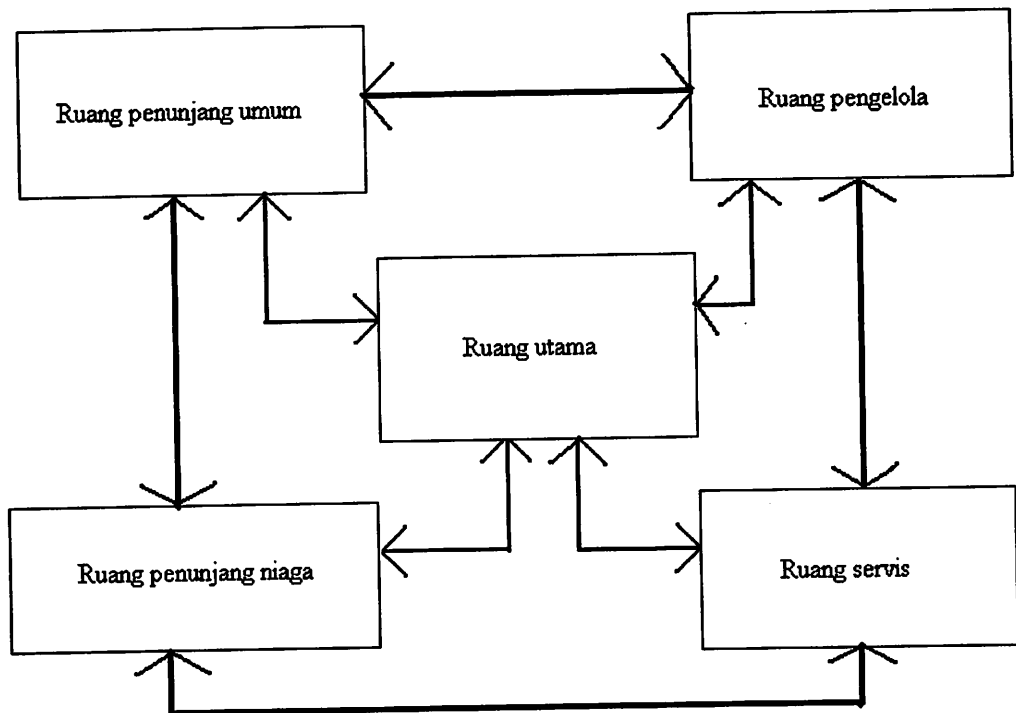 Ruang penunjang umum
Ruang pengelola
Ruang utama
Ruang penunjang niaga
Ruang servis